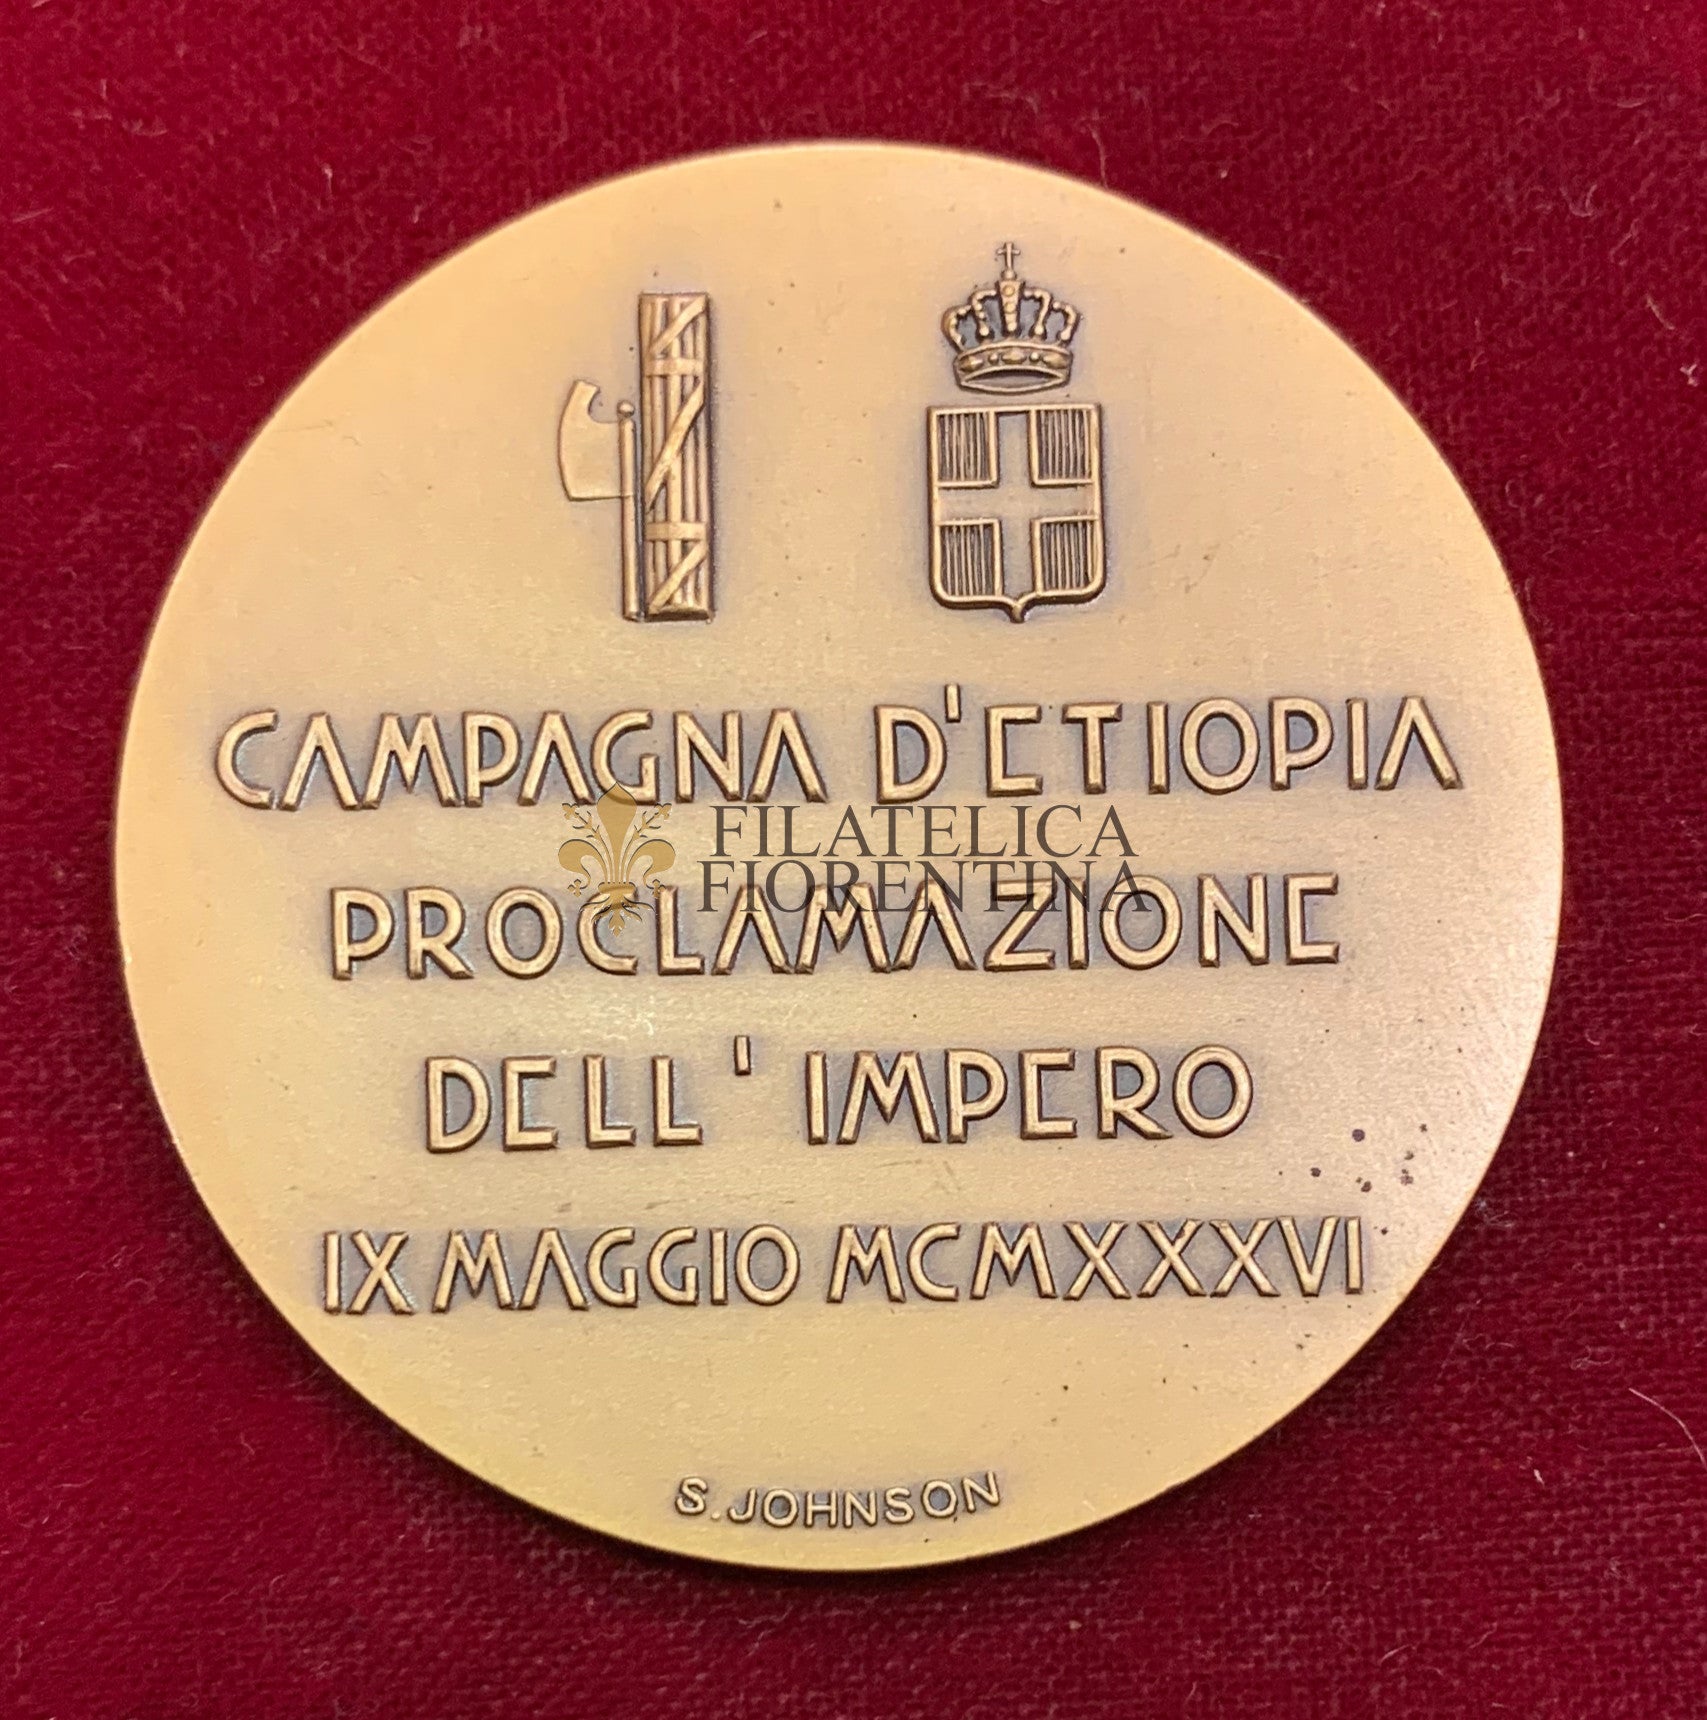 CAMPAGNA D'ETIOPIA
FILATELICA
FIORENTINA
PROCLAMAZIONE
DELL' IMPERO
IX MAGGIO MCMXXXVI
S. JOHNSON